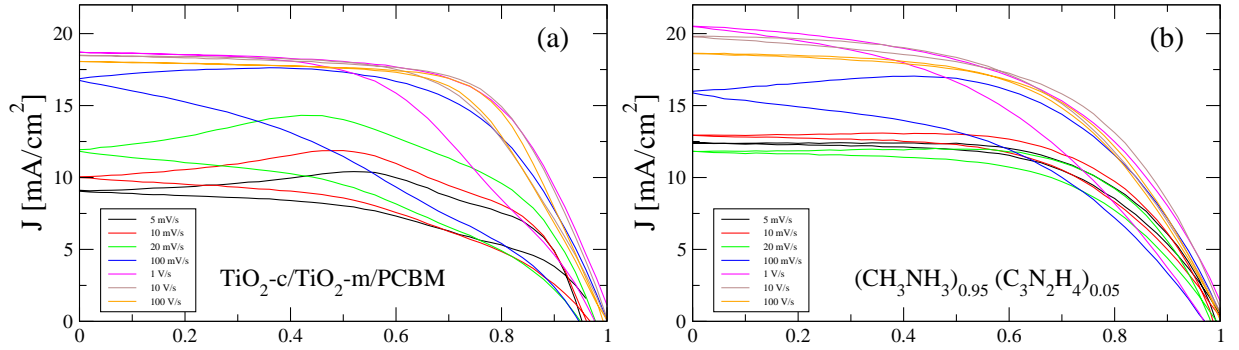 (a)
J [mA/cm²]
20
15
10
5
0
5 mV/s
10 mV/s
20 mV/s
100 mV/s
1 V/s
10 V/s
100 V/s
TiO₂-c/TiO₂-m/PCBM
0 0.2 0.4 0.6 0.8 1
(b)
J [mA/cm²]
20
15
10
5
0
5 mV/s
10 mV/s
20 mV/s
100 mV/s
1 V/s
10 V/s
100 V/s
(CH₃NH₃)₀.₉₅ (C₃N₂H₄)₀.₀₅
0 0.2 0.4 0.6 0.8 1